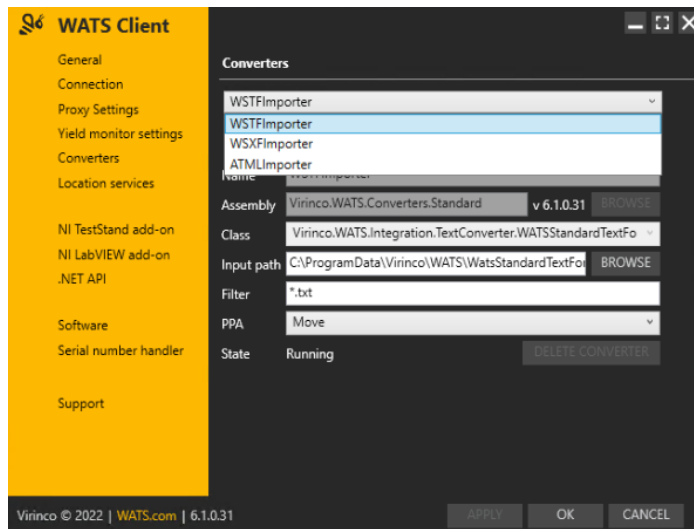 WATS Client
General
Connection
Proxy Settings
Yield monitor settings
Converters
Location services
NI TestStand add-on
NI LabVIEW add-on
.NET API
Software
Serial number handler
Support
Converters
WSTFImporter
WSTFImporter
WSXFImporter
ATMLImporter
Name WSTFImporter
Assembly Virinco.WATS.Converters.Standard v 6.1.0.31 BROWSE
Class Virinco.WATS.Integration.TextConverter.WATSStandardTextFo
Input path C:\ProgramData\Virinco\WATS\WatsStandardTextFor BROWSE
Filter *.txt
PPA Move
State Running DELETE CONVERTER
Virinco © 2022 | WATS.com | 6.1.0.31 APPLY OK CANCEL